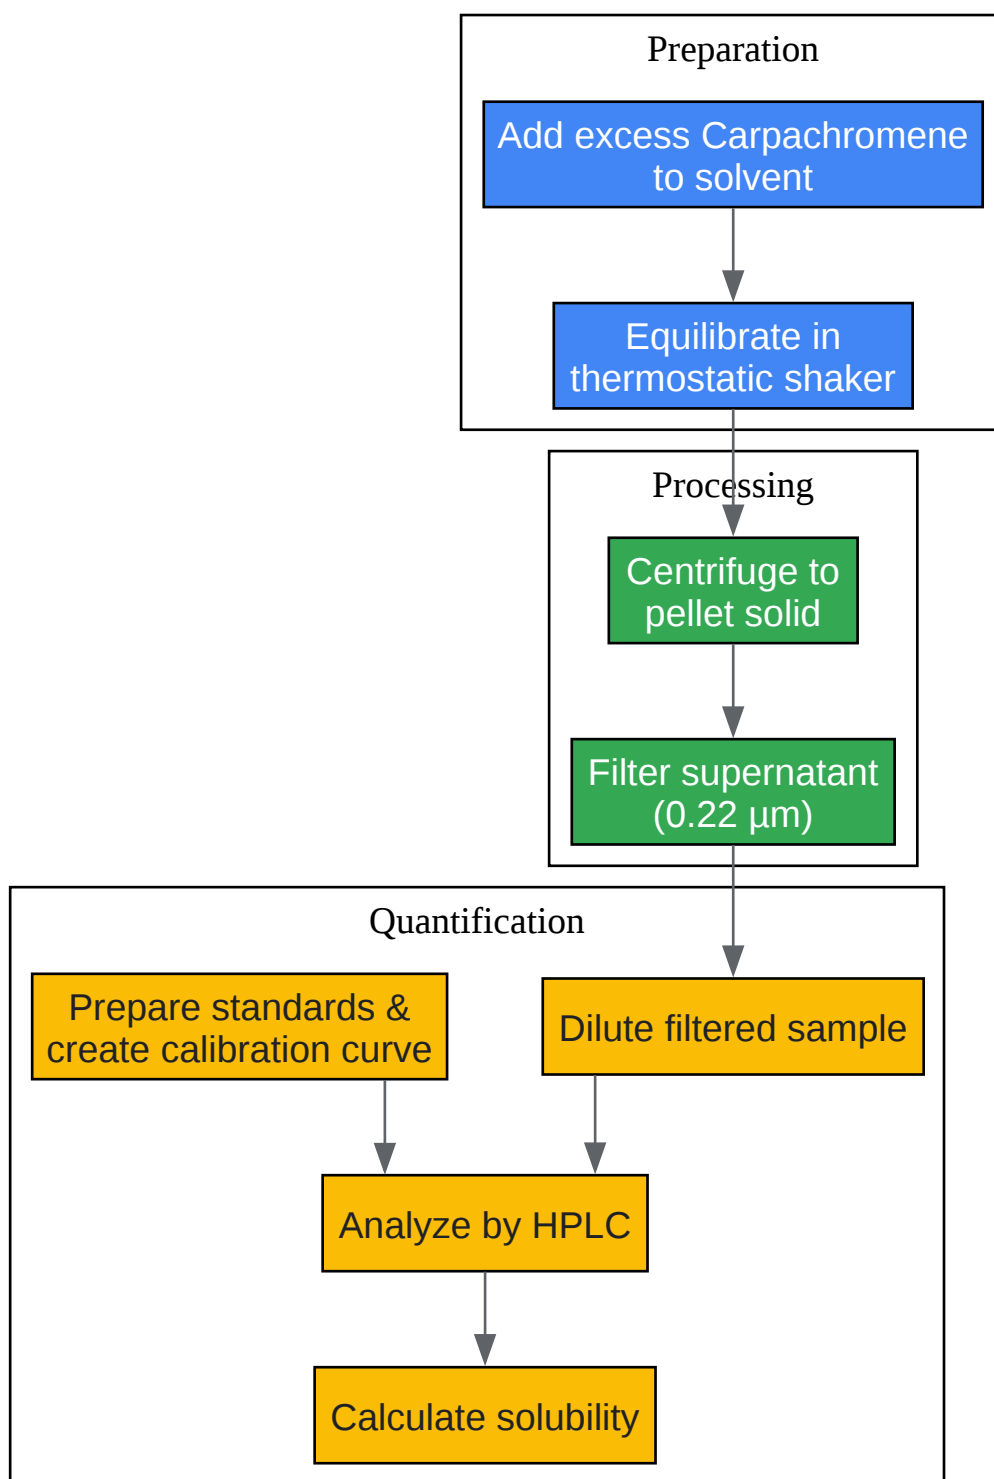 Preparation
Add excess Carpachromene
to solvent
Equilibrate in
thermostatic shaker
Processing
Centrifuge to
pellet solid
Filter supernatant
(0.22 µm)
Quantification
Prepare standards &
create calibration curve
Dilute filtered sample
Analyze by HPLC
Calculate solubility